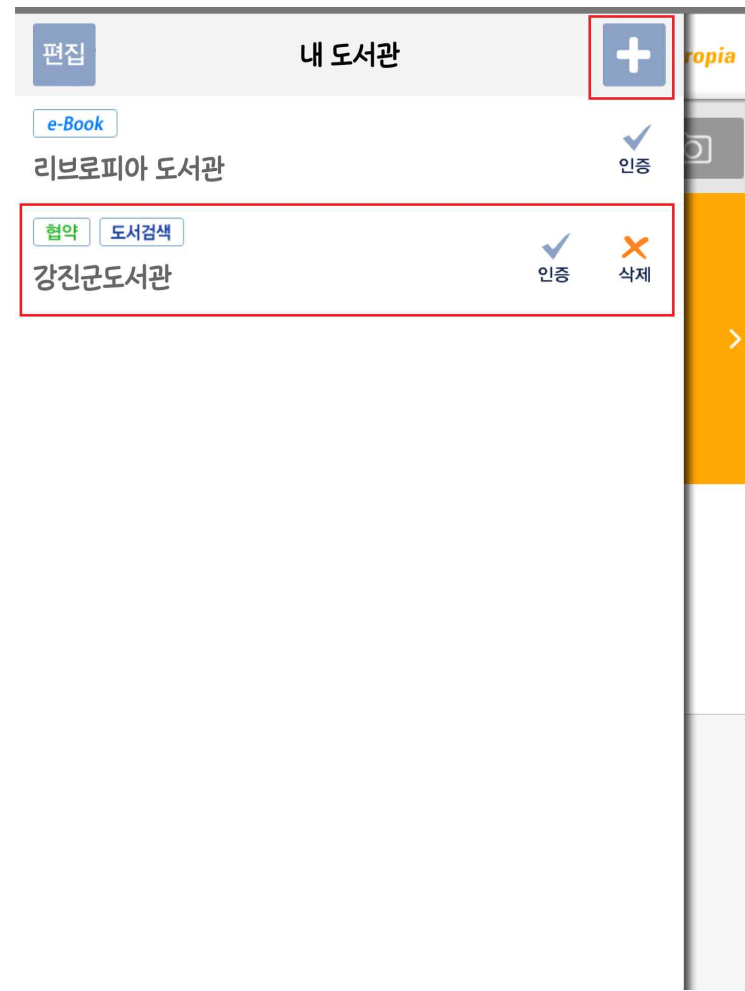 편집 내 도서관 ropia
e-Book
리브로피아 도서관 인증
협약 도서검색
강진군도서관 인증 삭제